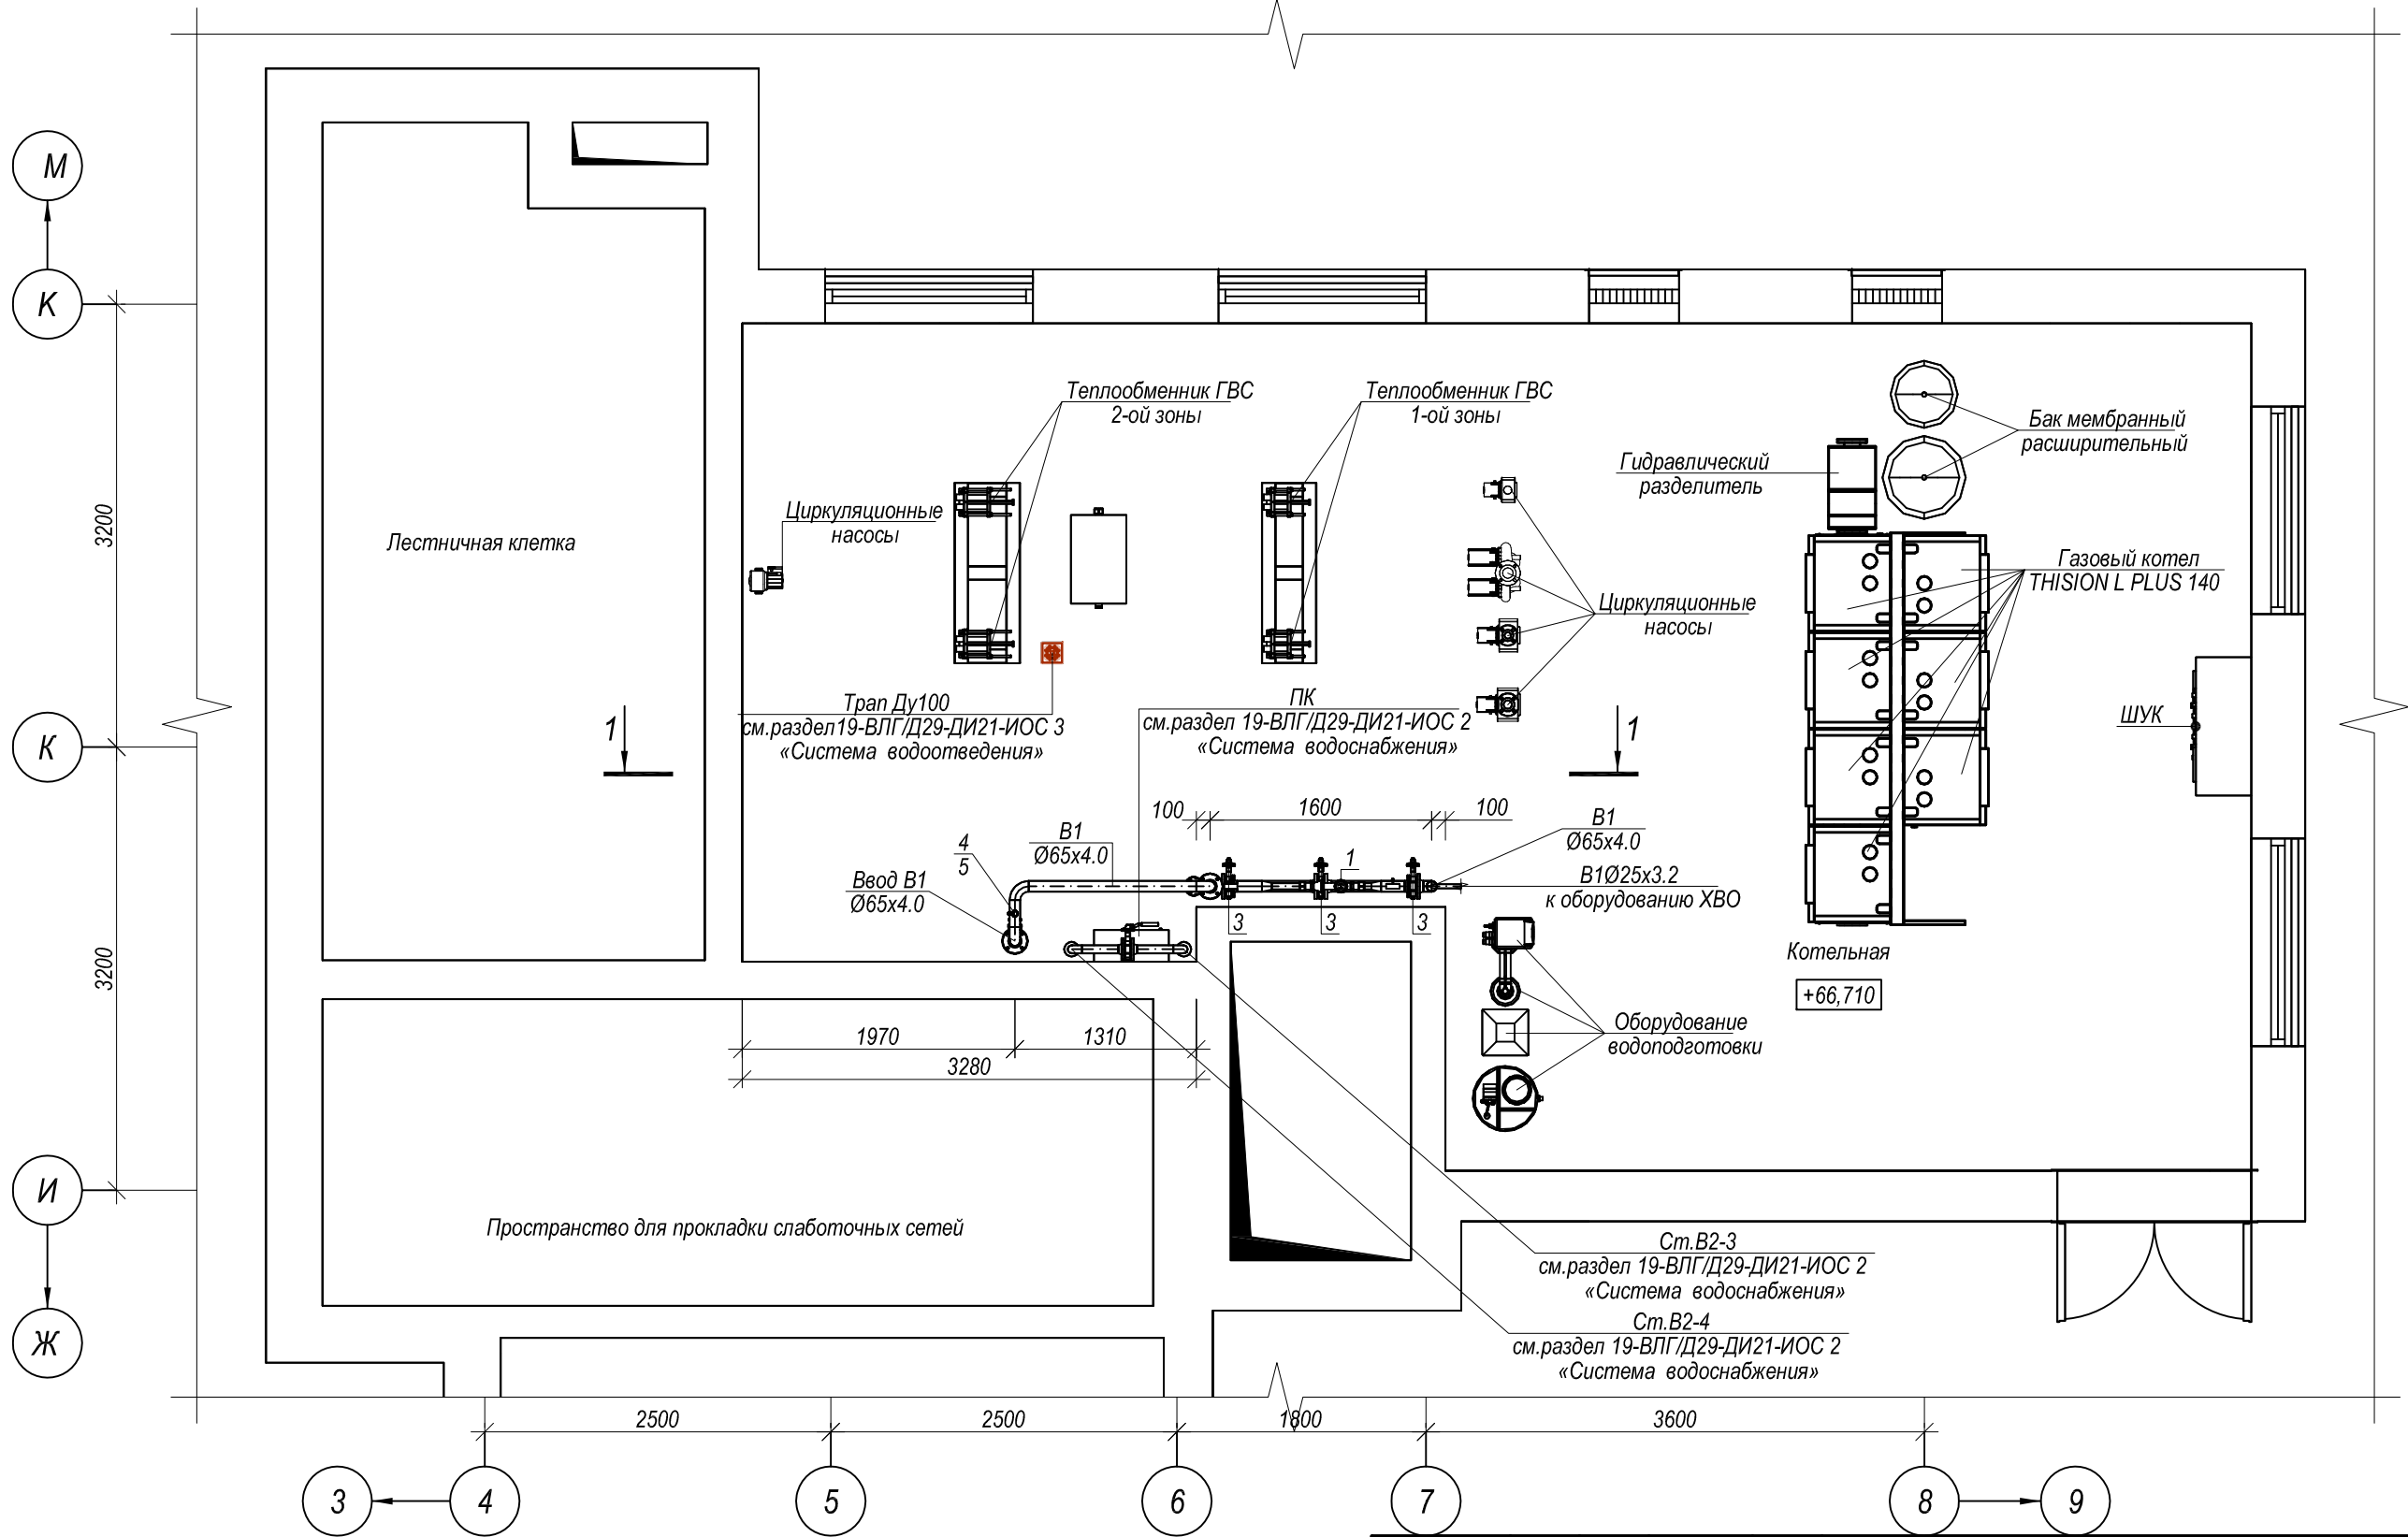 М
К
3200
К
3200
И
Ж
Лестничная клетка
Теплообменник ГВС
2-ой зоны
Теплообменник ГВС
1-ой зоны
Бак мембранный
расширительный
Гидравлический
разделитель
Циркуляционные
насосы
Газовый котел
THISION L PLUS 140
Циркуляционные
насосы
Трап Ду100
см.раздел19-ВЛГ/Д29-ДИ21-ИОС 3
«Система водоотведения»
ПК
см.раздел 19-ВЛГ/Д29-ДИ21-ИОС 2
«Система водоснабжения»
1
1
ШУК
100
1600
100
В1
Ø65х4.0
В1
Ø65х4.0
4
5
1
Ввод В1
Ø65х4.0
В1Ø25х3.2
к оборудованию ХВО
3
3
3
Котельная
+66,710
Оборудование
водоподготовки
1970
1310
3280
Пространство для прокладки слаботочных сетей
Ст.В2-3
см.раздел 19-ВЛГ/Д29-ДИ21-ИОС 2
«Система водоснабжения»
Ст.В2-4
см.раздел 19-ВЛГ/Д29-ДИ21-ИОС 2
«Система водоснабжения»
2500
2500
1800
3600
3
4
5
6
7
8
9